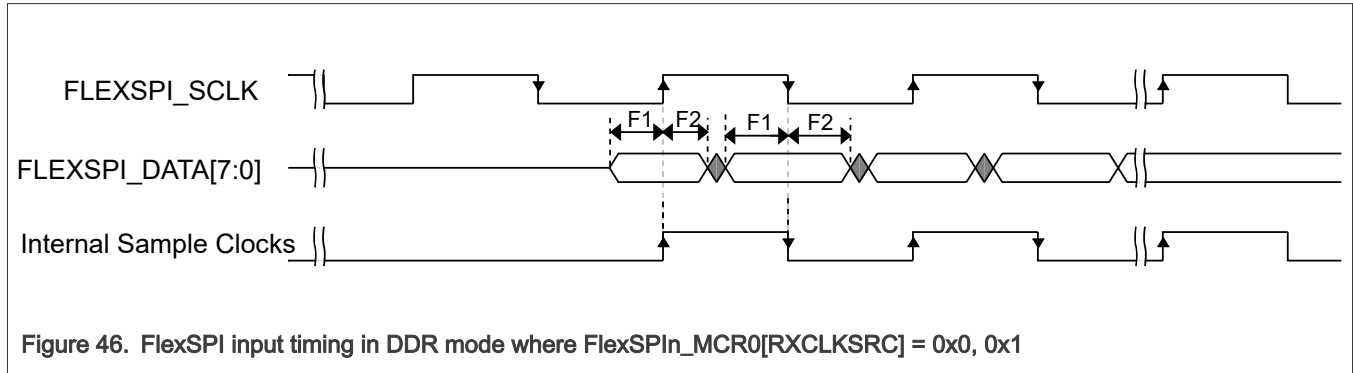 FLEXSPI_SCLK
F1 F2 F1 F2
FLEXSPI_DATA[7:0]
Internal Sample Clocks
Figure 46. FlexSPI input timing in DDR mode where FlexSPIn_MCR0[RXCLKSRC] = 0x0, 0x1